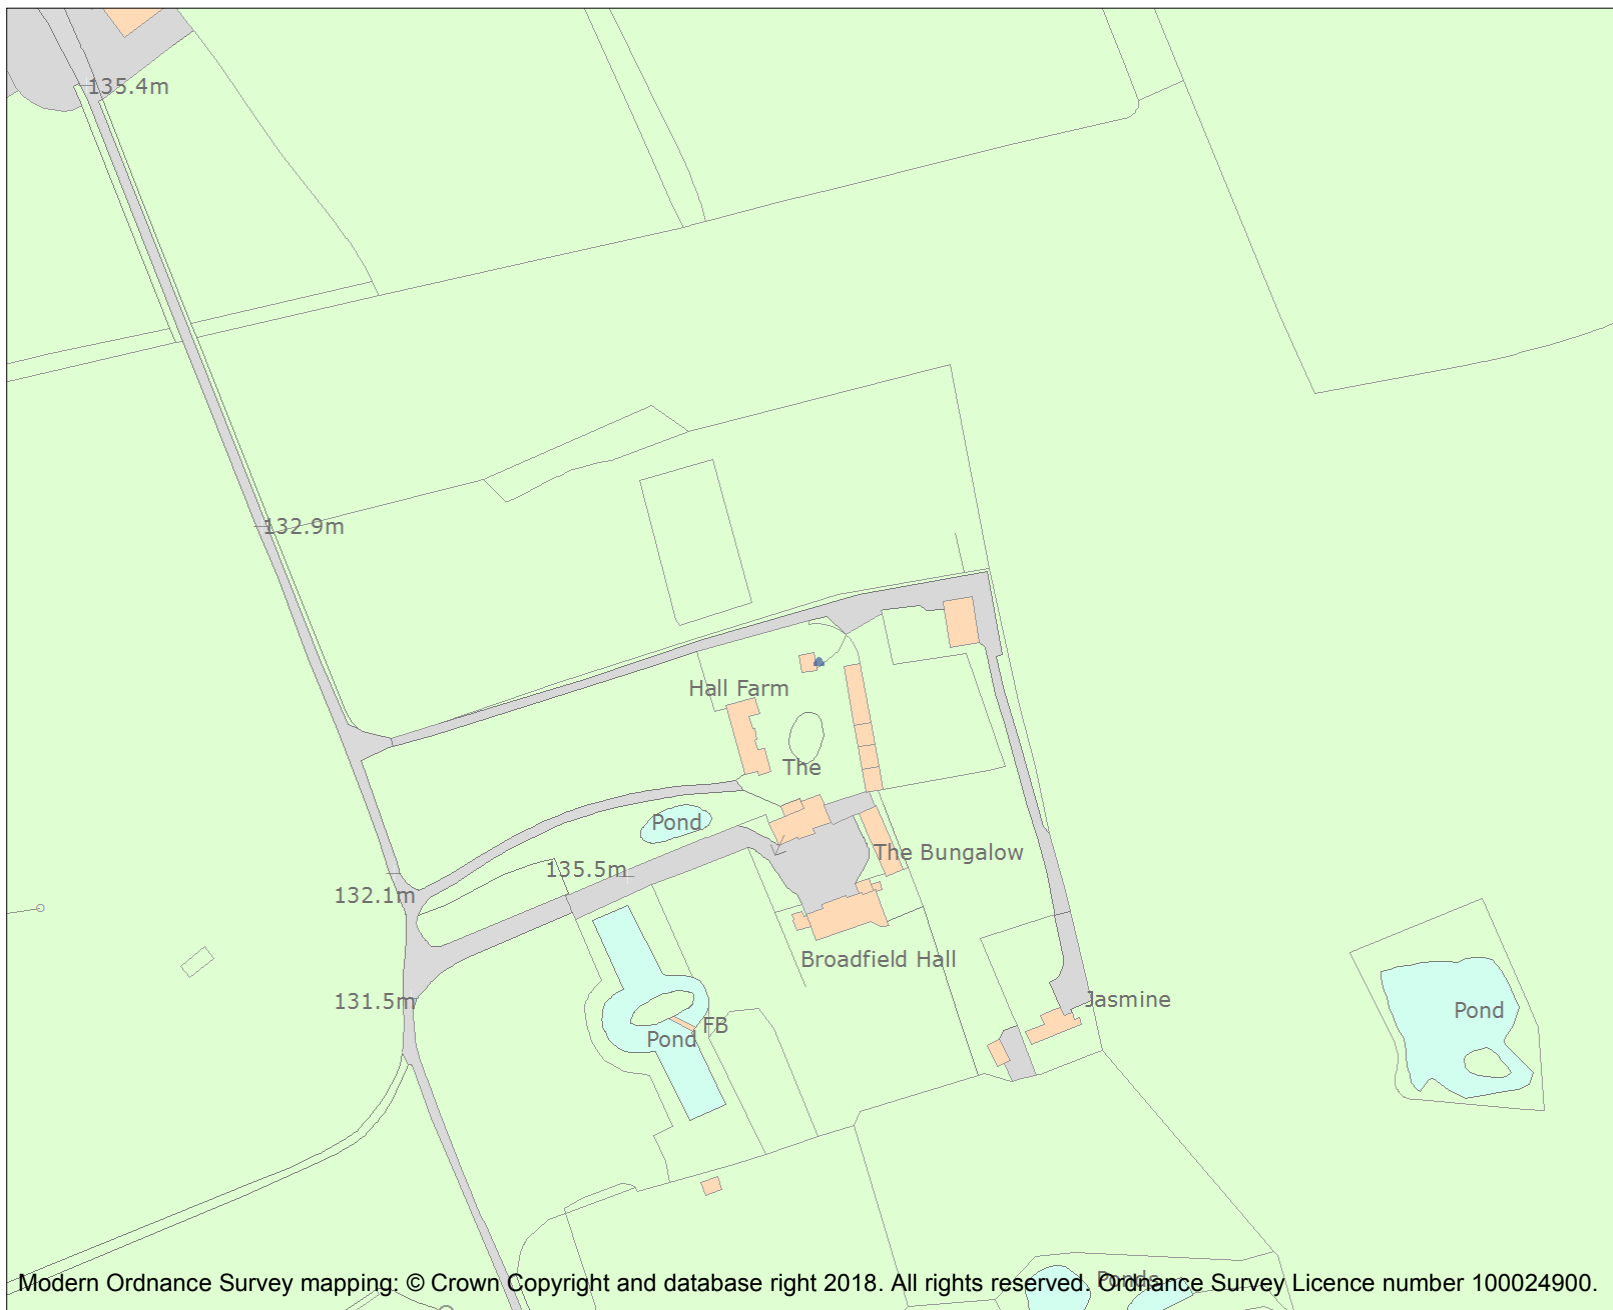 135.4m
132.9m
Hall Farm
The
Pond
The Bungalow
135.5m
132.1m
Broadfield Hall
131.5m
Jasmine
Pond
FB
Pond
Ponds
Modern Ordnance Survey mapping: © Crown Copyright and database right 2018. All rights reserved. Ordnance Survey Licence number 100024900.